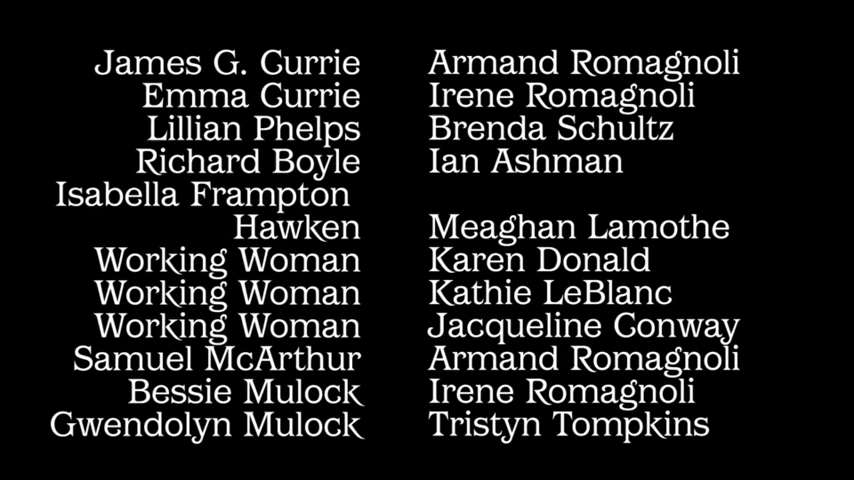 James G. Currie Armand Romagnoli
Emma Currie Irene Romagnoli
Lillian Phelps Brenda Schultz
Richard Boyle Ian Ashman
Isabella Frampton
Hawken Meaghan Lamothe
Working Woman Karen Donald
Working Woman Kathie LeBlanc
Working Woman Jacqueline Conway
Samuel McArthur Armand Romagnoli
Bessie Mulock Irene Romagnoli
Gwendolyn Mulock Tristyn Tompkins